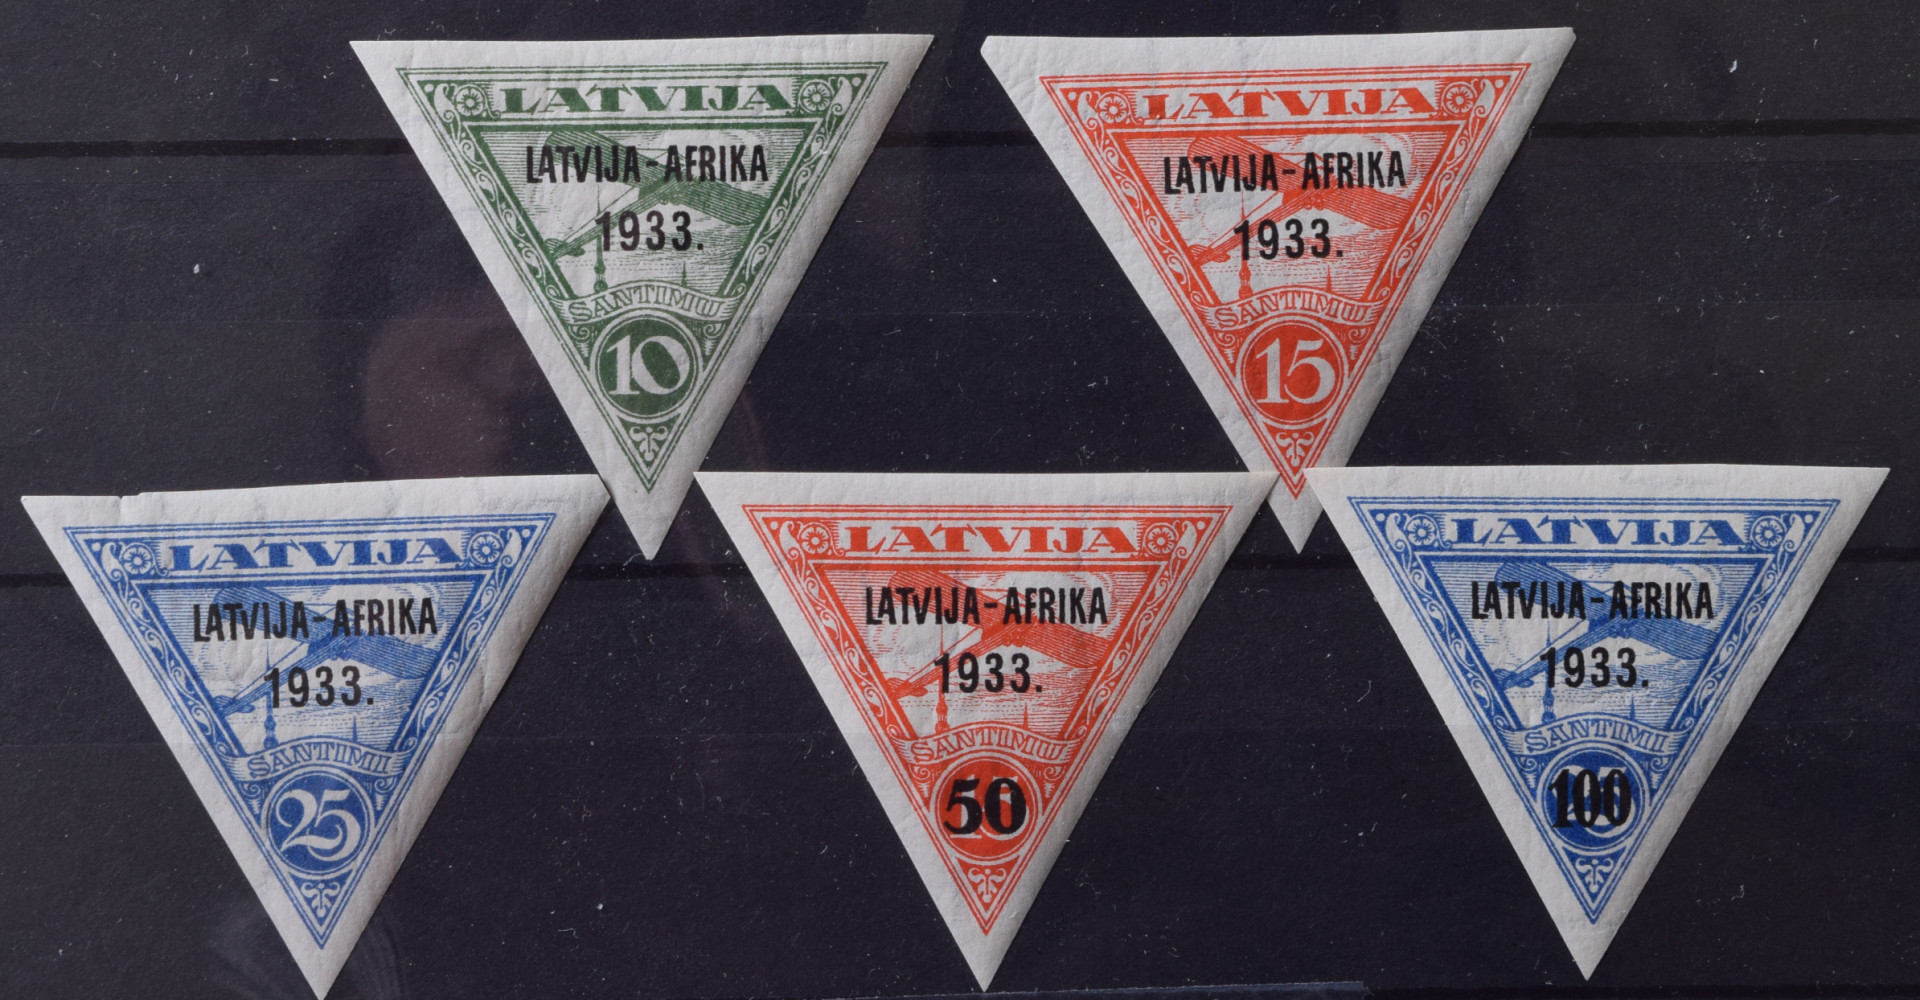 LATVIJA
LATVIJA-AFRIKA
1933.
SANTIMU
10
LATVIJA
LATVIJA-AFRIKA
1933.
SANTIMU
15
LATVIJA
LATVIJA-AFRIKA
1933.
SANTIMI
25
LATVIJA
LATVIJA-AFRIKA
1933.
SANTIMU
50
LATVIJA
LATVIJA-AFRIKA
1933.
SANTIMI
100